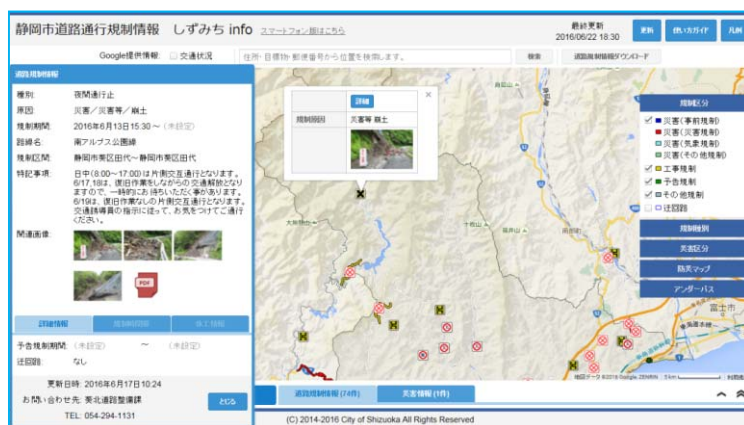 静岡市道路通行規制情報 しずみち info スマートフォン版はこちら
最終更新
2016/06/22 18:30
更新
使い方ガイド
凡例
Google提供情報: 交通状況
住所・目標物・郵便番号から位置を検索します。
検索
道路規制情報ダウンロード
道路規制情報
種別: 夜間通行止
原因: 災害/災害等/崩土
規制期間: 2016年6月13日15:30 ~ (未設定)
路線名: 南アルプス公園線
規制区間: 静岡市葵区田代~静岡市葵区田代
特記事項: 日中(8:00~17:00)は片側交互通行となります。
6/17,18は、復旧作業をしながらの交通解放となり
ますので、一時的にお待ちいただく事があります。
6/19は、復旧作業なしの片側交互通行となります。
交通誘導員の指示に従って、お気をつけてご通行
ください。
関連画像:
PDF
詳細情報
予告規制期間: (未設定) ~ (未設定)
迂回路: なし
更新日時: 2016年6月17日10:24
お問い合わせ先: 葵北道路整備課
TEL: 054-294-1131
とじる
詳細
規制原因 災害等 崩土
規制区分
災害(事前規制)
災害(災害規制)
災害(気象規制)
災害(その他規制)
工事規制
予告規制
その他規制
迂回路
規制種別
災害区分
防災マップ
アンダーパス
富士市
道路規制情報 (74件)
災害情報 (1件)
(C) 2014-2016 City of Shizuoka All Rights Reserved